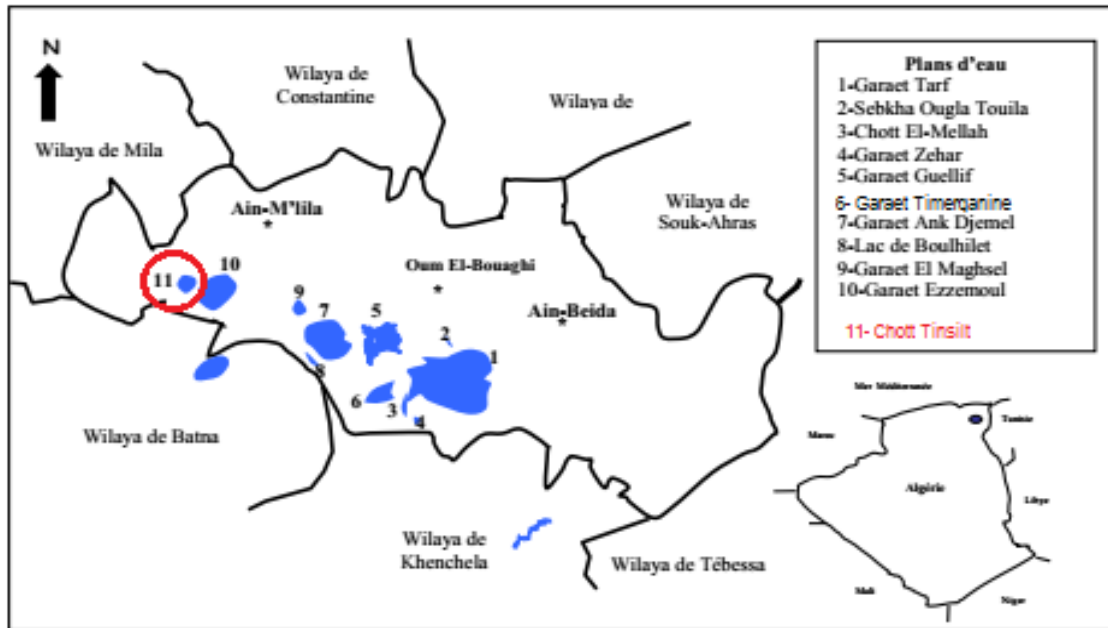 N
Wilaya de
Constantine
Wilaya de
Wilaya de Mila
Ain-M'lila
Wilaya de
Souk-Ahras
11
10
Oum El-Bouaghi
9
Ain-Beida
7
5
2
1
8
6
3
4
Wilaya de Batna
Wilaya de
Khenchela
Wilaya de Tébessa
Plans d'eau
1-Garaet Tarf
2-Sebkha Ougla Touila
3-Chott El-Mellah
4-Garaet Zehar
5-Garaet Guellif
6- Garaet Timerqanine
7-Garaet Ank Djemel
8-Lac de Boulhilet
9-Garaet El Maghsel
10-Garaet Ezzemoul
11- Chott Tinsilt
Mer Méditerranée
Tunisie
Maroc
Algérie
Libye
Mali
Niger